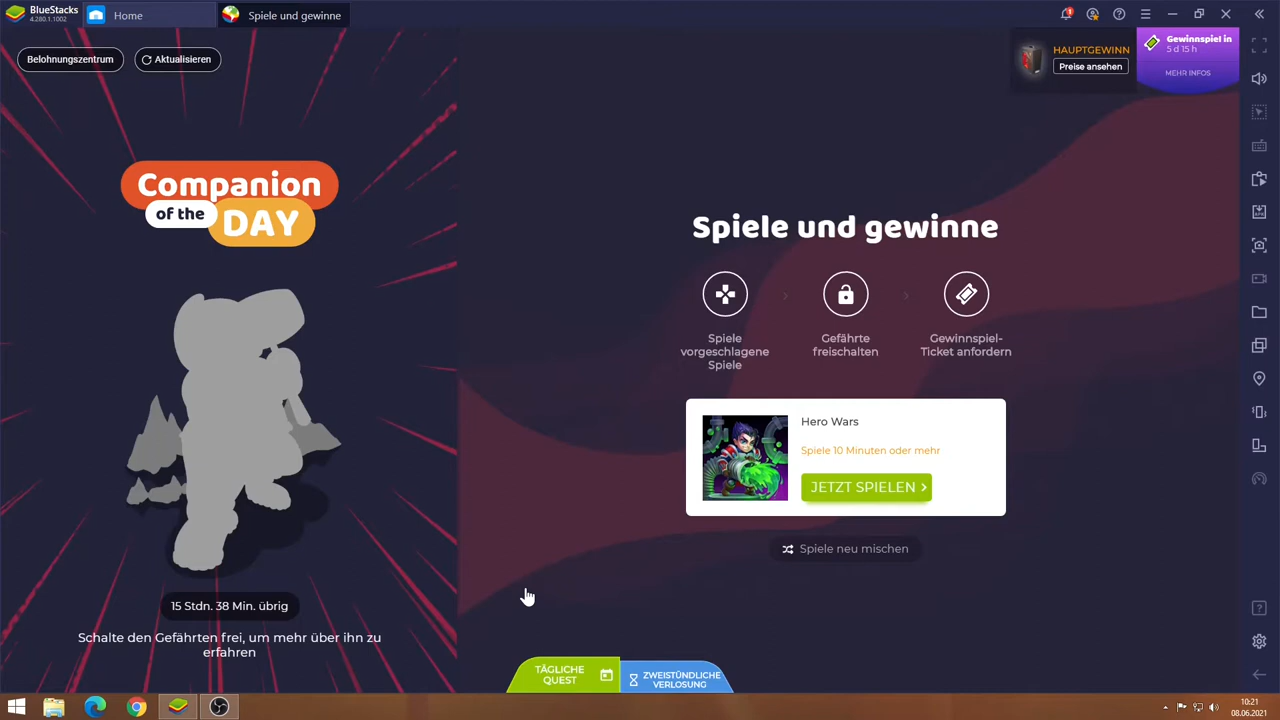 BlueStacks
4.280.1.1002
Home
Spiele und gewinne
Belohnungszentrum
Aktualisieren
HAUPTGEWINN
Preise ansehen
Gewinnspiel in
5 d 15 h
MEHR INFOS
Companion
of the DAY
15 Stdn. 38 Min. übrig
Schalte den Gefährten frei, um mehr über ihn zu
erfahren
Spiele und gewinne
Spiele
vorgeschlagene
Spiele
Gefährte
freischalten
Gewinnspiel-
Ticket anfordern
Hero Wars
Spiele 10 Minuten oder mehr
JETZT SPIELEN
Spiele neu mischen
TÄGLICHE
QUEST
ZWEISTÜNDLICHE
VERLOSUNG
10:21
08.06.2021